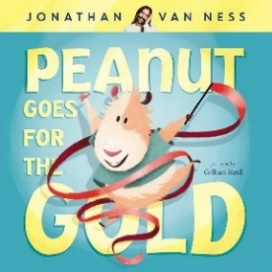 JONATHAN VAN NESS
PEANUT
GOES
FOR
THE
GOLD
Gillian Reid